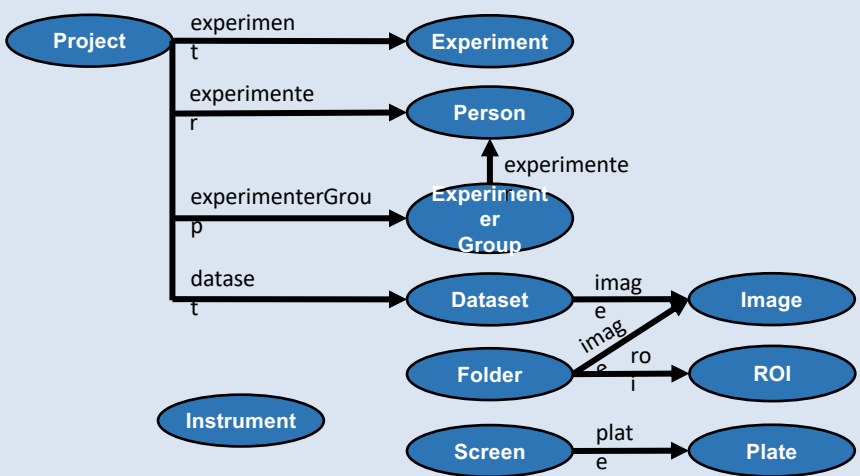 experimen
t
Project
Experiment
experimente
r
Person
experimente
r
experimenterGrou
p
Experiment
er
Group
datase
t
Dataset
imag
e
Image
imag
e
Folder
ro
i
ROI
Instrument
Screen
plat
e
Plate